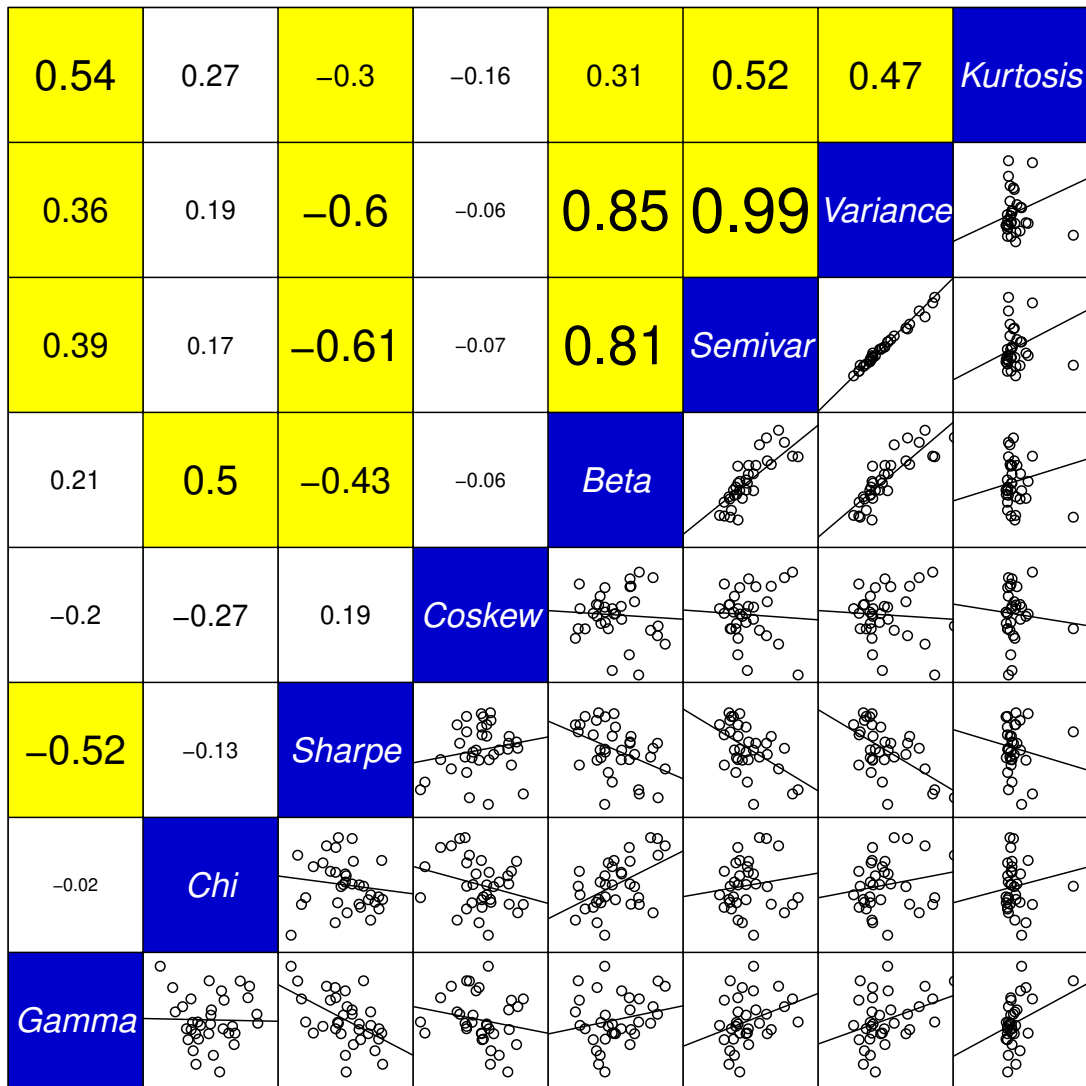 0.54 0.27 −0.3 −0.16 0.31 0.52 0.47 Kurtosis
0.36 0.19 −0.6 −0.06 0.85 0.99 Variance
0.39 0.17 −0.61 −0.07 0.81 Semivar
0.21 0.5 −0.43 −0.06 Beta
−0.2 −0.27 0.19 Coskew
−0.52 −0.13 Sharpe
−0.02 Chi
Gamma